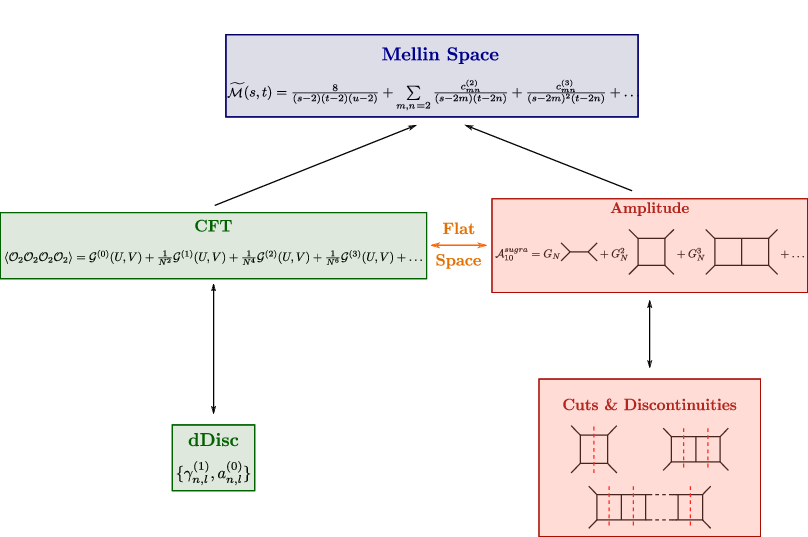 Mellin Space
$\widetilde{\mathcal{M}}(s,t) = \frac{8}{(s-2)(t-2)(u-2)} + \sum\limits_{m,n=2} \frac{c_{mn}^{(2)}}{(s-2m)(t-2n)} + \frac{c_{mn}^{(3)}}{(s-2m)^2(t-2n)} + \ldots$
CFT
$\langle \mathcal{O}_2\mathcal{O}_2\mathcal{O}_2\mathcal{O}_2 \rangle = \mathcal{G}^{(0)}(U,V) + \frac{1}{N^2}\mathcal{G}^{(1)}(U,V) + \frac{1}{N^4}\mathcal{G}^{(2)}(U,V) + \frac{1}{N^6}\mathcal{G}^{(3)}(U,V) + \ldots$
Flat
Space
Amplitude
$\mathcal{A}_{10}^{sugra} = G_N + G_N^2 + G_N^3 + \ldots$
dDisc
$\{\gamma_{n,l}^{(1)}, a_{n,l}^{(0)}\}$
Cuts & Discontinuities